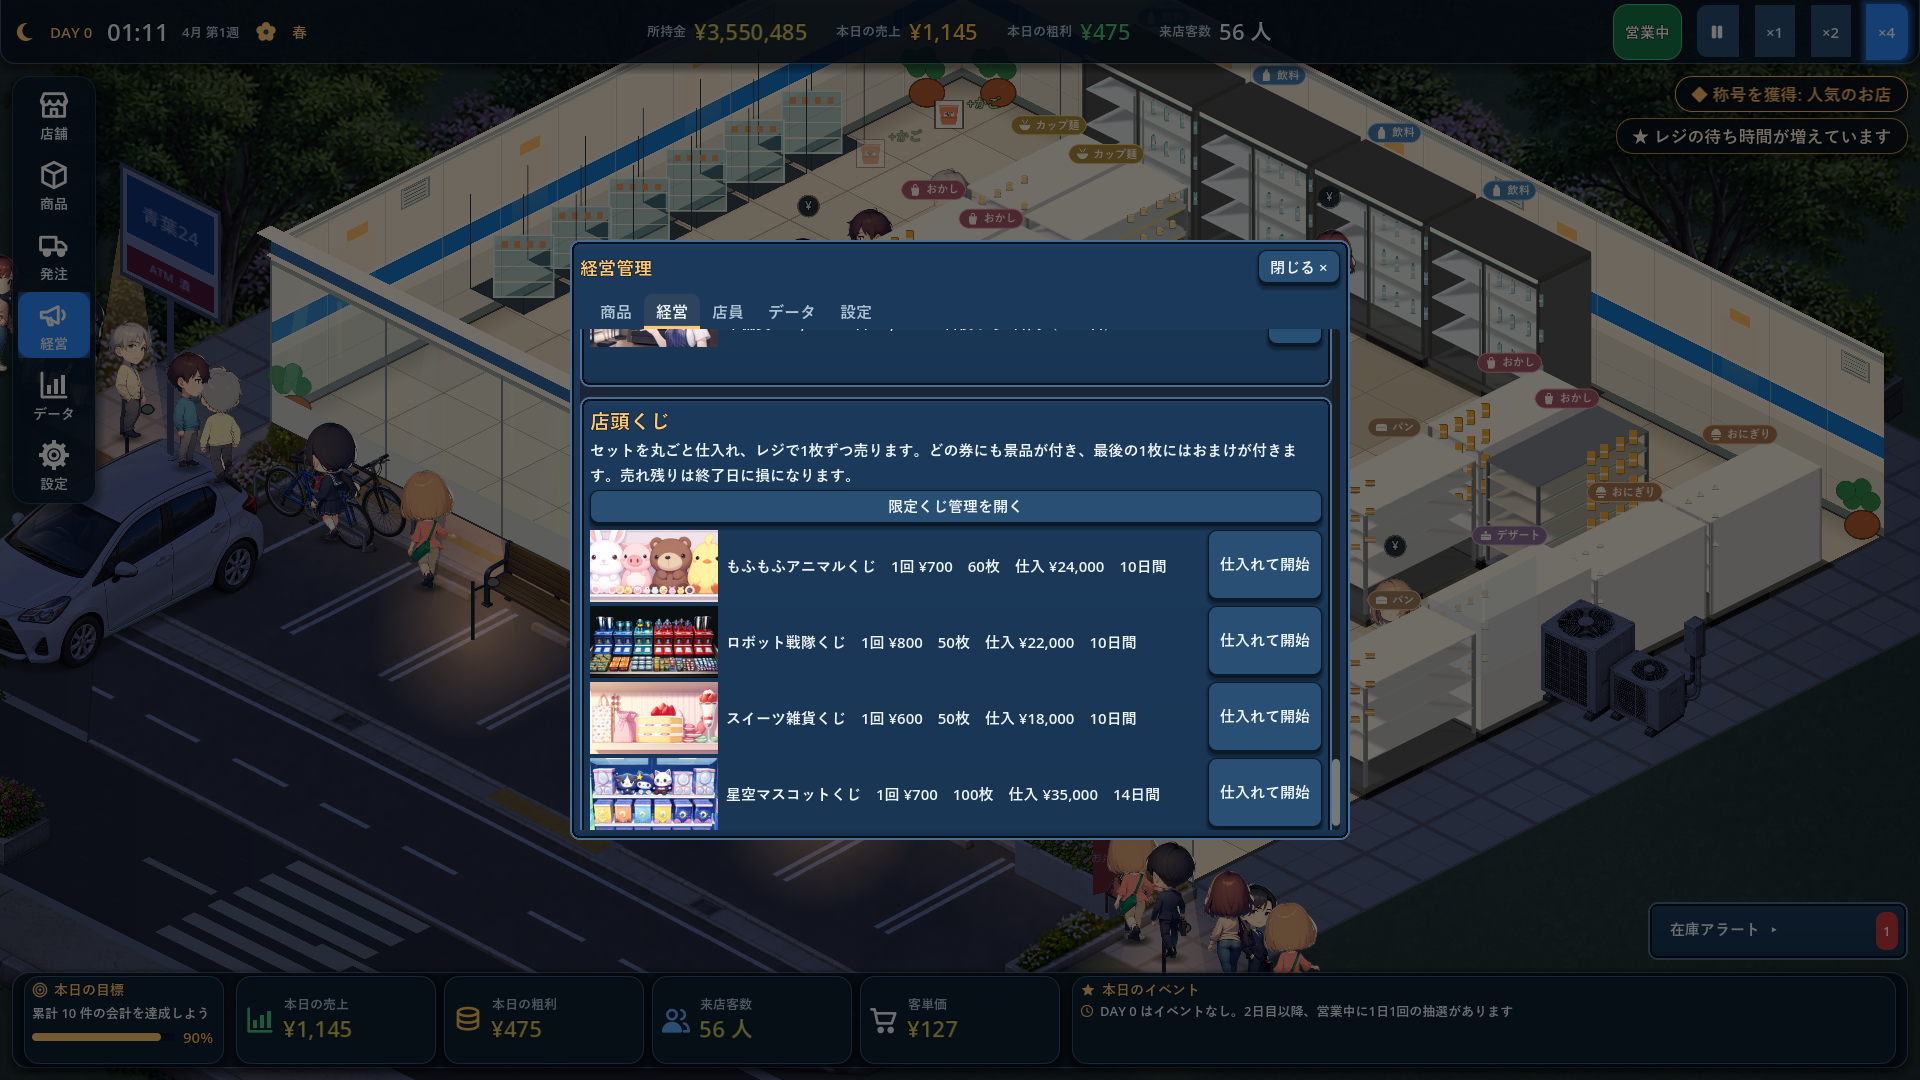 DAY 0 01:11 4月 第1週 春
所持金 ¥3,550,485 本日の売上 ¥1,145 本日の粗利 ¥475 来店客数 56 人
営業中 ×1 ×2 ×4
◆ 称号を獲得: 人気のお店
★ レジの待ち時間が増えています
店舗
商品
発注
経営
データ
設定
青葉24
ATM 酒
飲料
飲料
飲料
カップ麺
カップ麺
+かご
+かご
おかし
おかし
¥
¥
おかし
おかし
パン
おにぎり
おにぎり
デザート
¥
パン
経営管理
閉じる ×
商品 経営 店員 データ 設定
店頭くじ
セットを丸ごと仕入れ、レジで1枚ずつ売ります。どの券にも景品が付き、最後の1枚にはおまけが付きま
す。売れ残りは終了日に損になります。
限定くじ管理を開く
もふもふアニマルくじ 1回 ¥700 60枚 仕入 ¥24,000 10日間 仕入れて開始
ロボット戦隊くじ 1回 ¥800 50枚 仕入 ¥22,000 10日間 仕入れて開始
スイーツ雑貨くじ 1回 ¥600 50枚 仕入 ¥18,000 10日間 仕入れて開始
星空マスコットくじ 1回 ¥700 100枚 仕入 ¥35,000 14日間 仕入れて開始
在庫アラート ▸ 1
本日の目標
累計 10 件の会計を達成しよう
90%
本日の売上
¥1,145
本日の粗利
¥475
来店客数
56 人
客単価
¥127
★ 本日のイベント
DAY 0 はイベントなし。2日目以降、営業中に1日1回の抽選があります